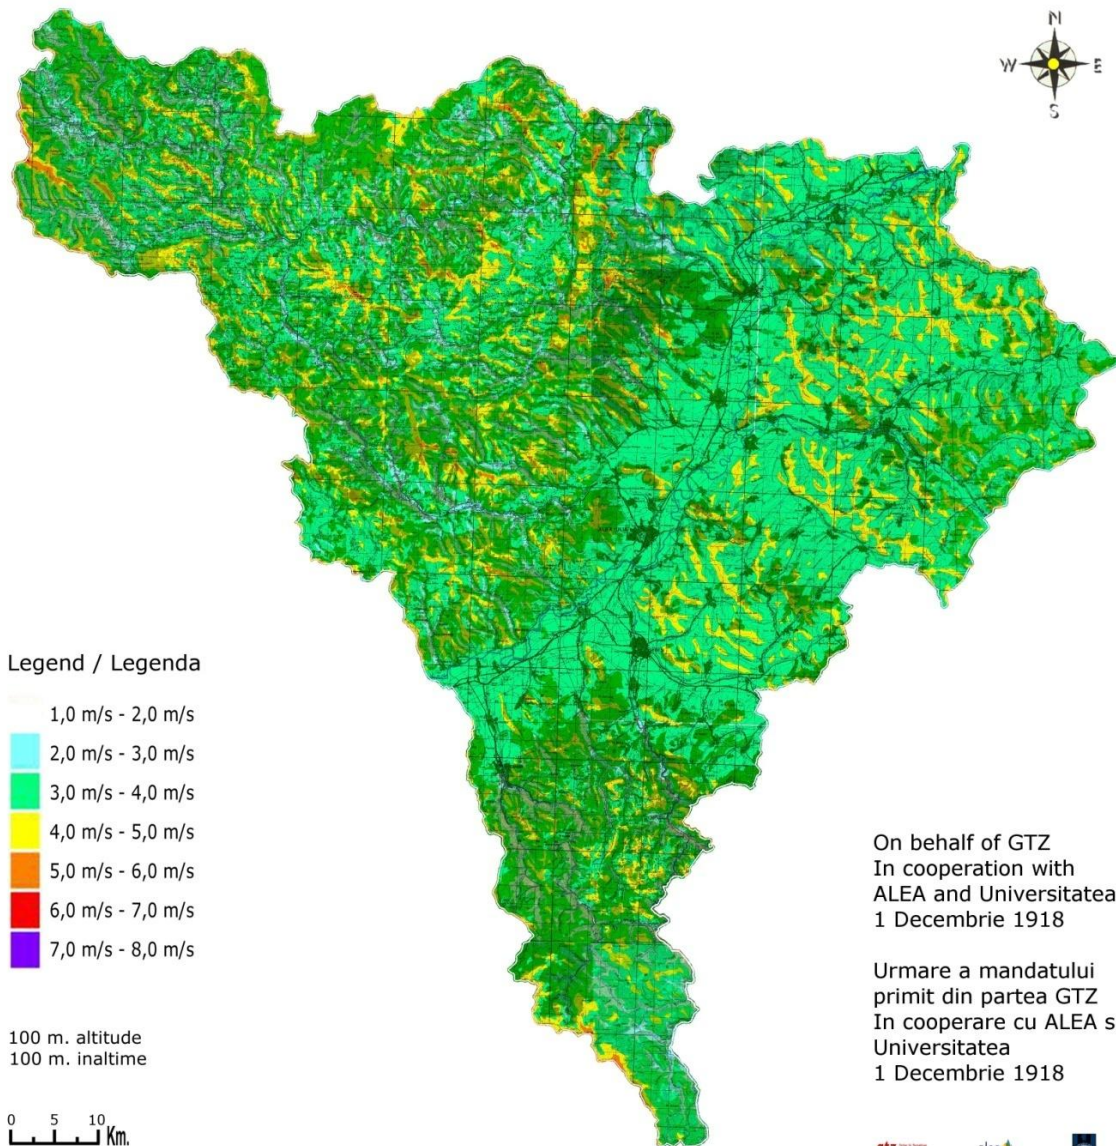 N
W E
S
Legend / Legenda
1,0 m/s - 2,0 m/s
2,0 m/s - 3,0 m/s
3,0 m/s - 4,0 m/s
4,0 m/s - 5,0 m/s
5,0 m/s - 6,0 m/s
6,0 m/s - 7,0 m/s
7,0 m/s - 8,0 m/s
100 m. altitude
100 m. inaltime
0 5 10 Km.
On behalf of GTZ
In cooperation with
ALEA and Universitatea
1 Decembrie 1918
Urmare a mandatului
primit din partea GTZ
In cooperare cu ALEA s
Universitatea
1 Decembrie 1918